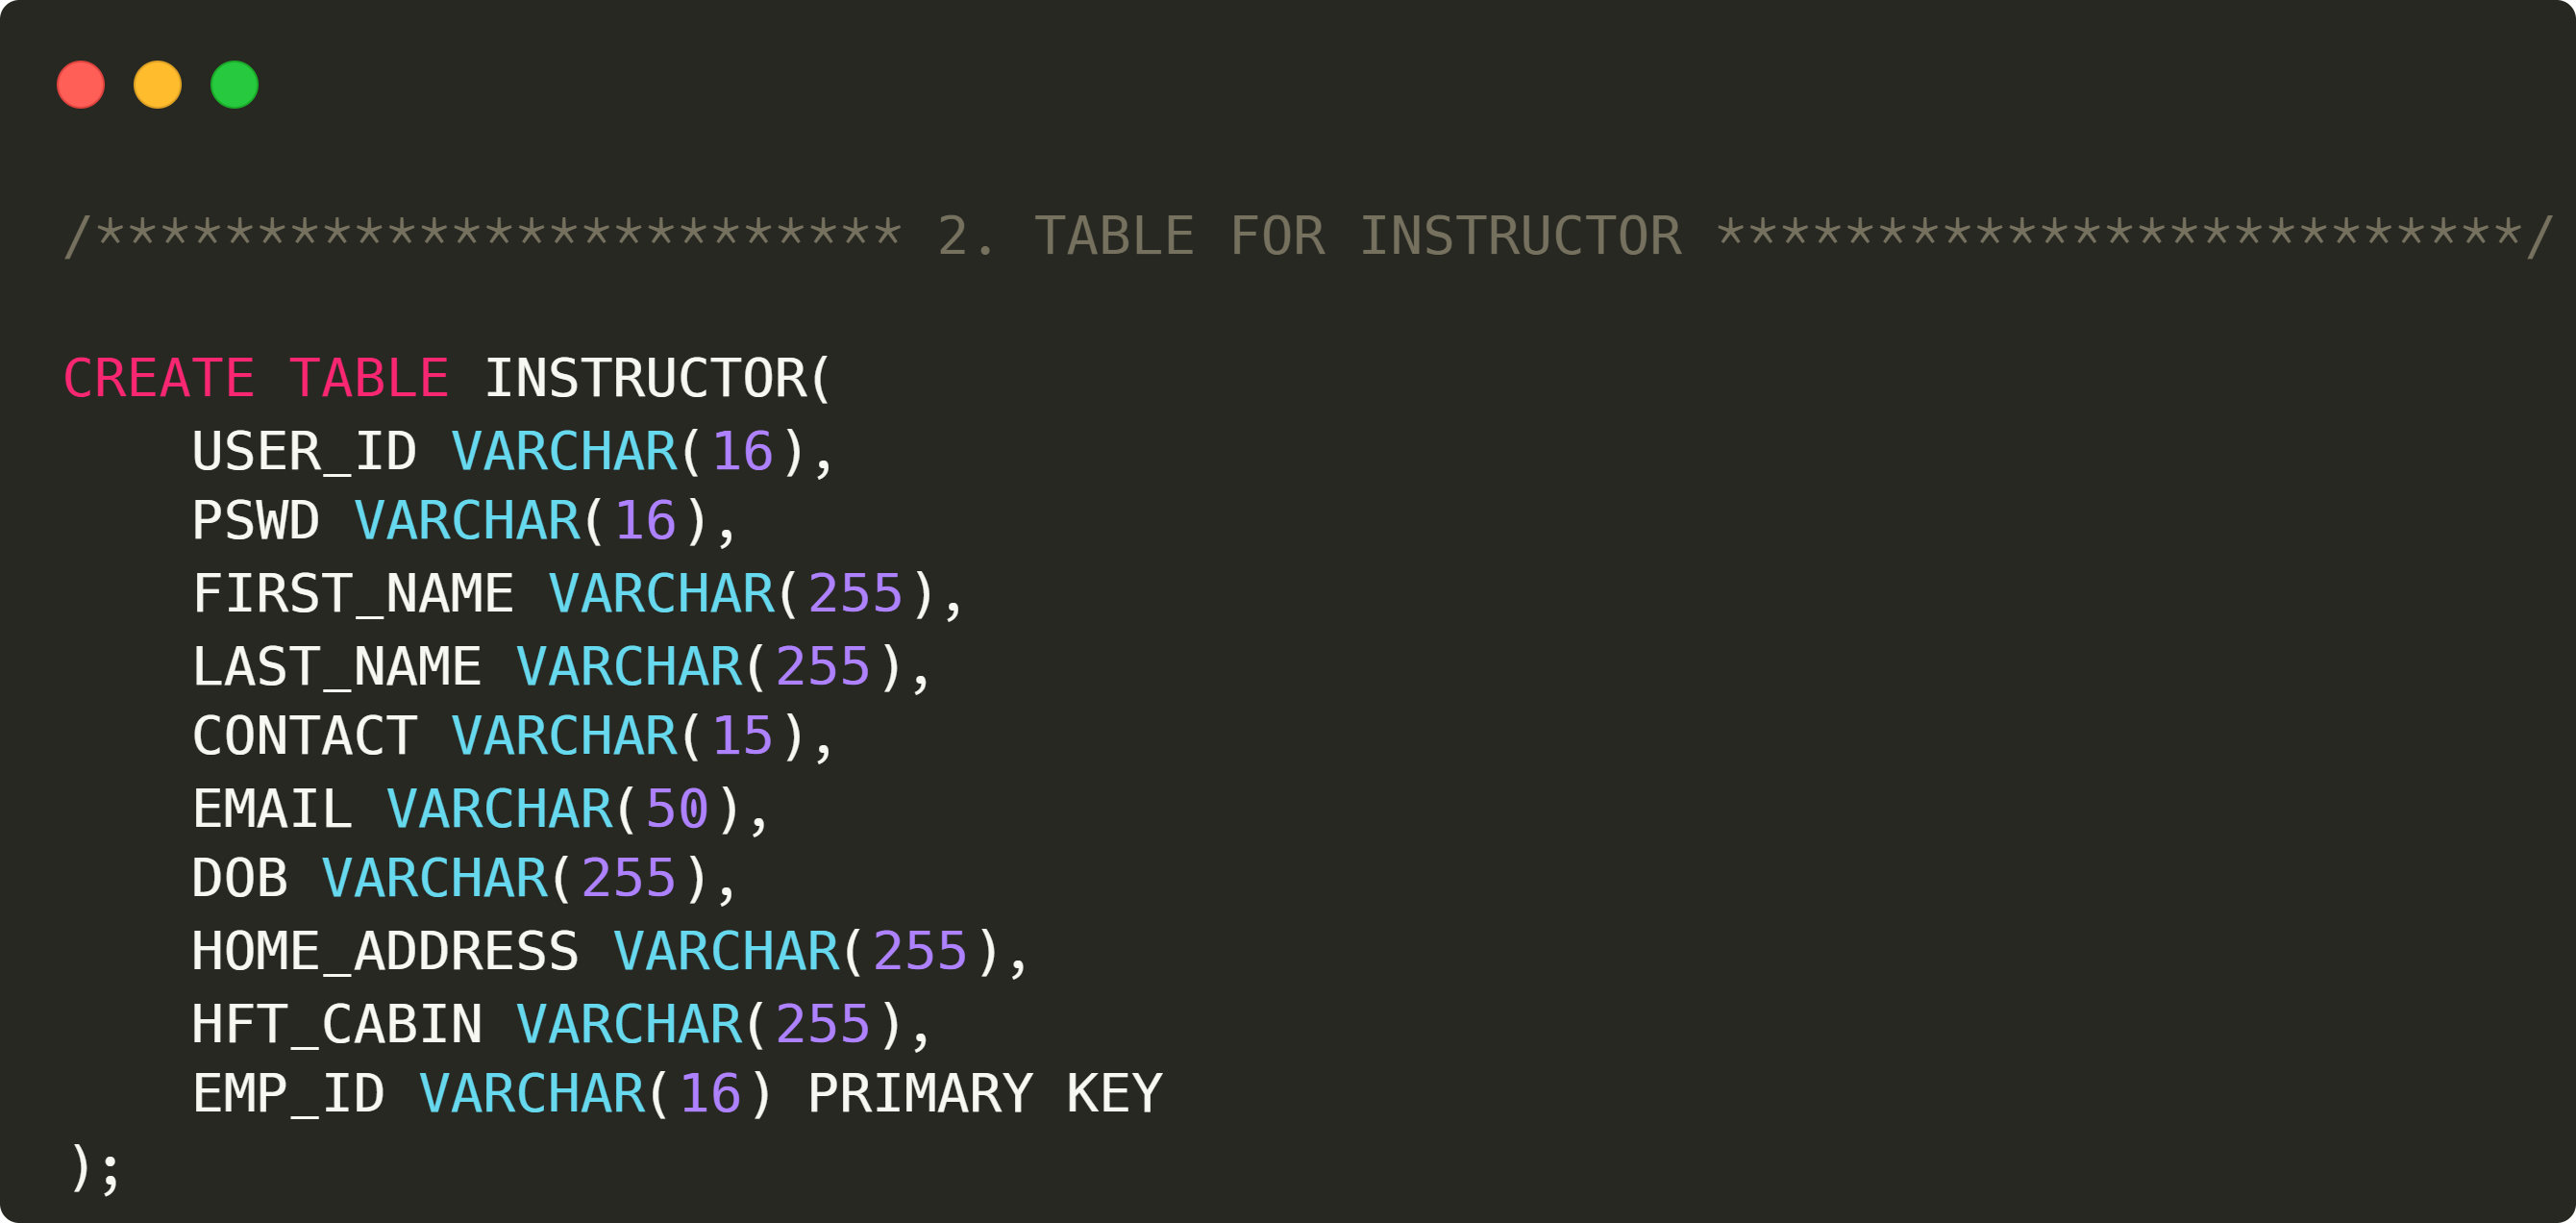 /************************* 2. TABLE FOR INSTRUCTOR *************************/
CREATE TABLE INSTRUCTOR(
    USER_ID VARCHAR(16),
    PSWD VARCHAR(16),
    FIRST_NAME VARCHAR(255),
    LAST_NAME VARCHAR(255),
    CONTACT VARCHAR(15),
    EMAIL VARCHAR(50),
    DOB VARCHAR(255),
    HOME_ADDRESS VARCHAR(255),
    HFT_CABIN VARCHAR(255),
    EMP_ID VARCHAR(16) PRIMARY KEY
);